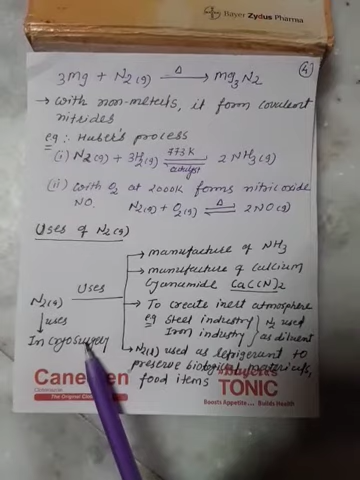 Bayer Zydus Pharma
(4)
3Mg + N2(g) —Δ→ Mg3N2
→ With non-metals, it form covalent
nitrides
eg :- Haber's process
(i) N2(g) + 3H2(g) ⇌ 2NH3(g)
773K
catalyst
(ii) With O2 at 2000K forms nitric oxide
NO. N2(g) + O2(g) ⇌ 2NO(g)
Δ
Uses of N2(g)
Uses
→ manufacture of NH3
→ manufacture of Calcium
Cyanamide Ca(CN)2
→ To create inert atmosphere
eg Steel industry } N2 used
Iron industry } as diluent
→ N2(l) used as refrigerant to
preserve biological materials,
food items
N2(l)
↓ uses
In cryosurgery
The Original
TONIC
Boosts Appetite... Builds Health